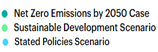 Net Zero Emissions by 2050 Case
Sustainable Development Scenario
Stated Policies Scenario